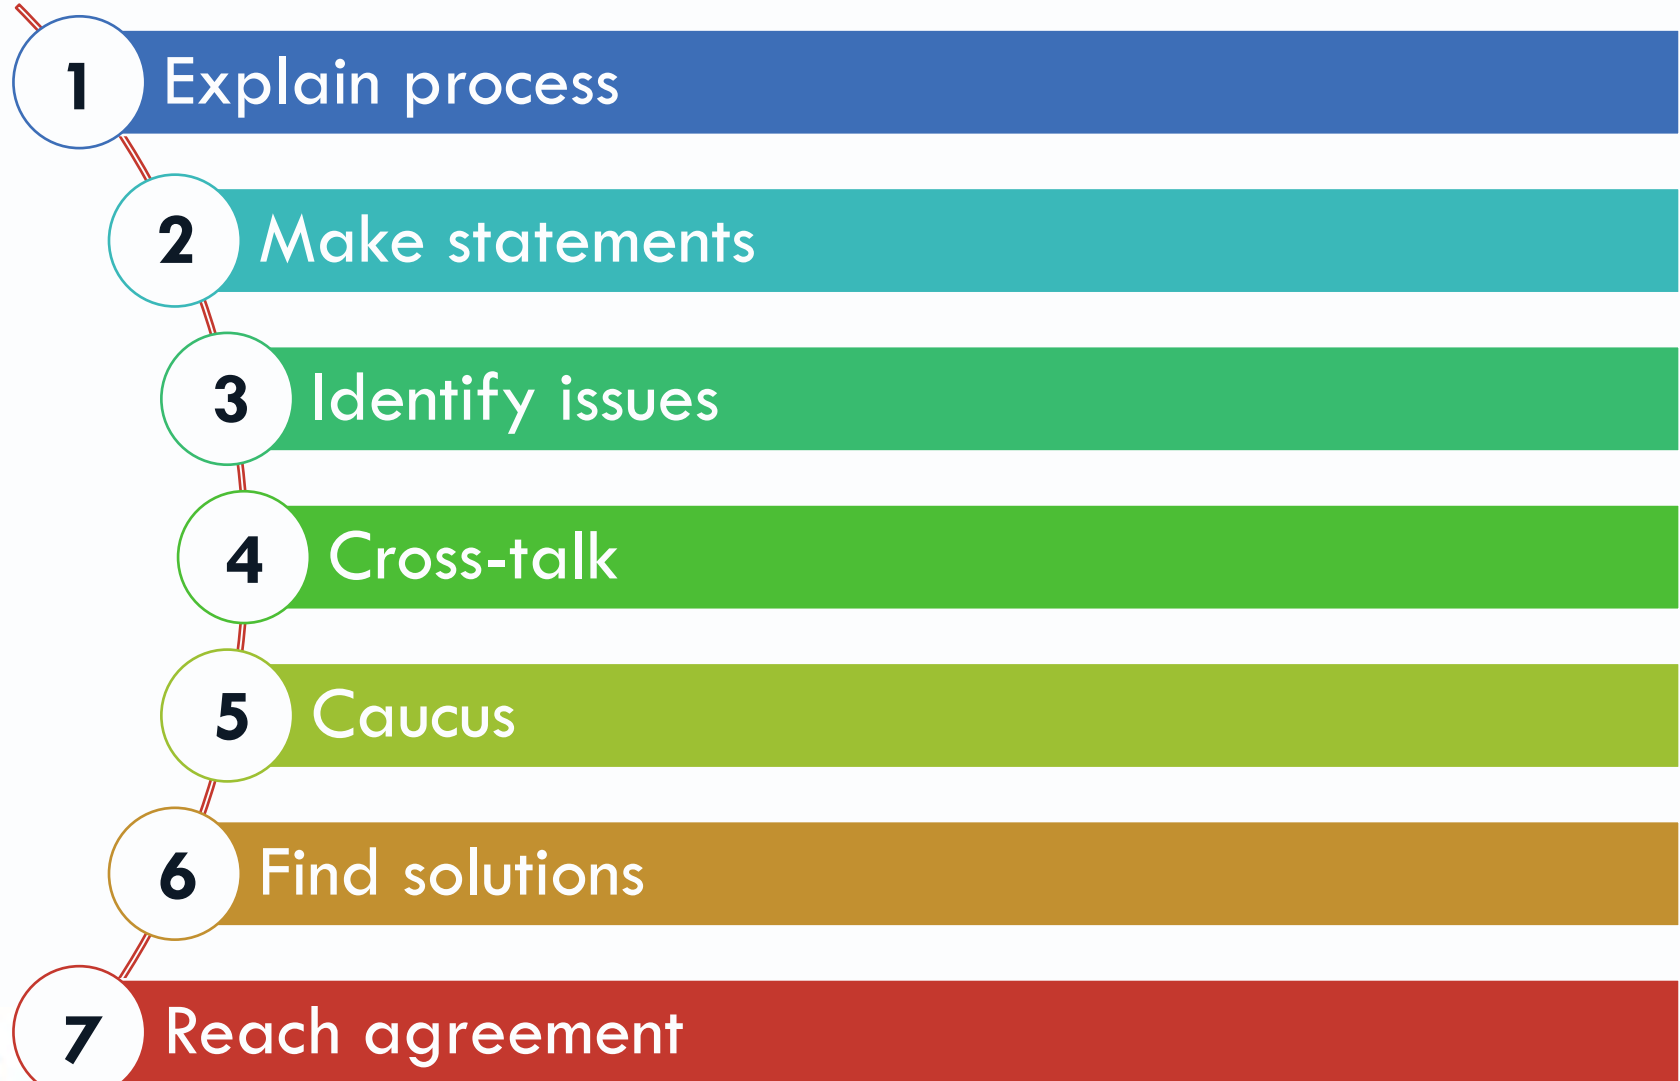 1 Explain process
2 Make statements
3 Identify issues
4 Cross-talk
5 Caucus
6 Find solutions
7 Reach agreement